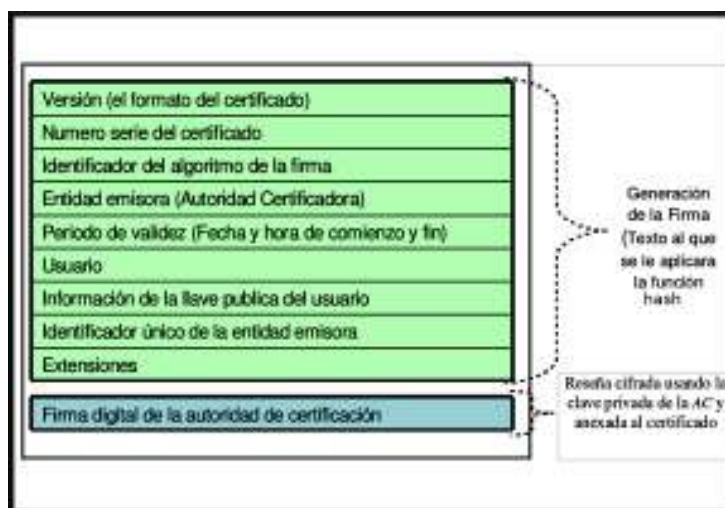 Versión (el formato del certificado)
Numero serie del certificado
Identificador del algoritmo de la firma
Entidad emisora (Autoridad Certificadora)
Periodo de validez (Fecha y hora de comienzo y fin)
Usuario
Información de la llave publica del usuario
Identificador único de la entidad emisora
Extensiones
Firma digital de la autoridad de certificación
Generación
de la Firma
(Texto al que
se le aplicara
la función
hash
Reseña cifrada usando la
clave privada de la AC y
anexada al certificado